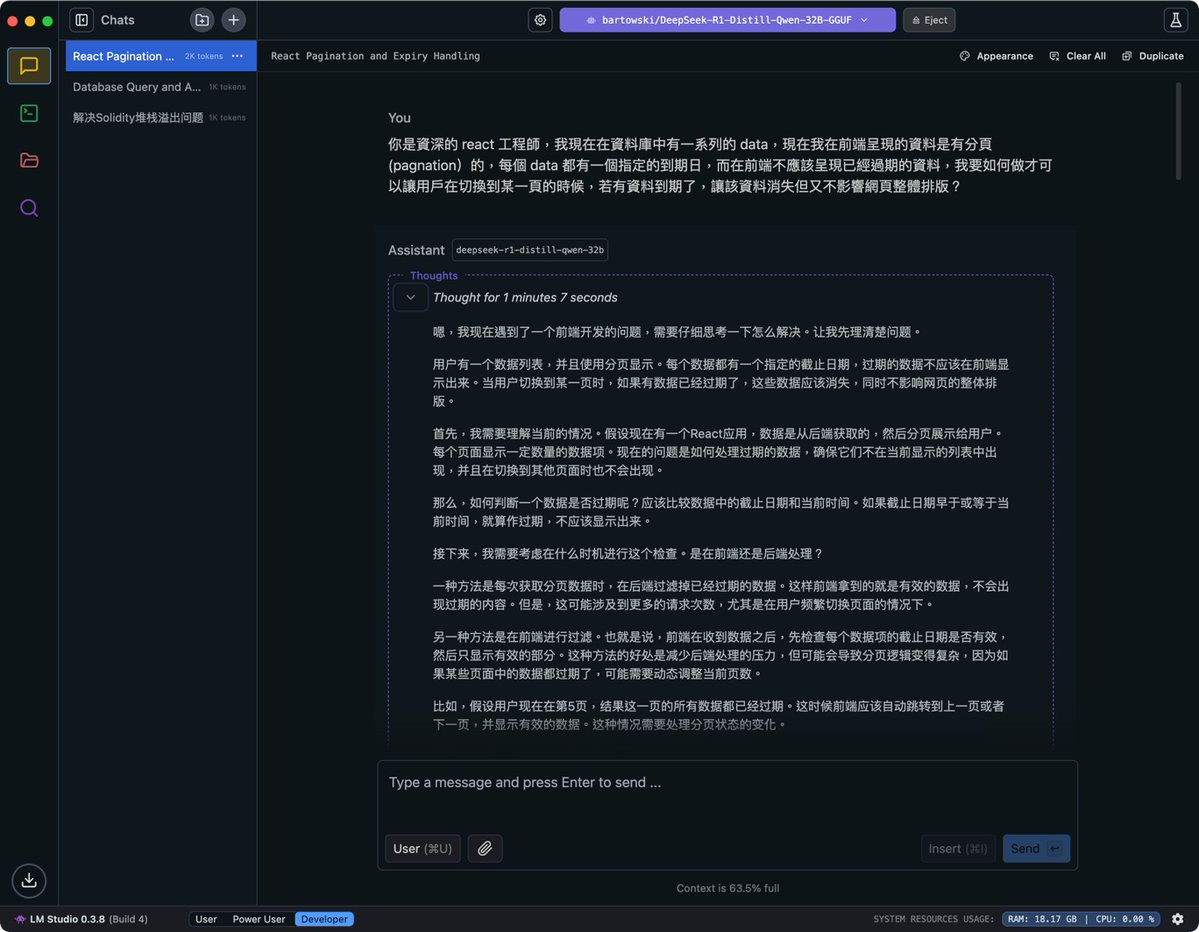 Chats
bartowski/DeepSeek-R1-Distill-Qwen-32B-GGUF
Eject
React Pagination ... 2K tokens ...
Database Query and A... 1K tokens
解决Solidity堆栈溢出问题 1K tokens
React Pagination and Expiry Handling
Appearance
Clear All
Duplicate
You
你是資深的 react 工程師，我現在在資料庫中有一系列的 data，現在我在前端呈現的資料是有分頁
(pagnation）的，每個 data 都有一個指定的到期日，而在前端不應該呈現已經過期的資料，我要如何做才可
以讓用戶在切換到某一頁的時候，若有資料到期了，讓該資料消失但又不影響網頁整體排版？
Assistant deepseek-r1-distill-qwen-32b
Thoughts
Thought for 1 minutes 7 seconds
嗯，我现在遇到了一个前端开发的问题，需要仔细思考一下怎么解决。让我先理清楚问题。
用户有一个数据列表，并且使用分页显示。每个数据都有一个指定的截止日期，过期的数据不应该在前端显
示出来。当用户切换到某一页时，如果有数据已经过期了，这些数据应该消失，同时不影响网页的整体排
版。
首先，我需要理解当前的情况。假设现在有一个React应用，数据是从后端获取的，然后分页展示给用户。
每个页面显示一定数量的数据项。现在的问题是如何处理过期的数据，确保它们不在当前显示的列表中出
现，并且在切换到其他页面时也不会出现。
那么，如何判断一个数据是否过期呢？应该比较数据中的截止日期和当前时间。如果截止日期早于或等于当
前时间，就算作过期，不应该显示出来。
接下来，我需要考虑在什么时机进行这个检查。是在前端还是后端处理？
一种方法是每次获取分页数据时，在后端过滤掉已经过期的数据。这样前端拿到的就是有效的数据，不会出
现过期的内容。但是，这可能涉及到更多的请求次数，尤其是在用户频繁切换页面的情况下。
另一种方法是在前端进行过滤。也就是说，前端在收到数据之后，先检查每个数据项的截止日期是否有效，
然后只显示有效的部分。这种方法的好处是减少后端处理的压力，但可能会导致分页逻辑变得复杂，因为如
果某些页面中的数据都过期了，可能需要动态调整当前页数。
比如，假设用户现在在第5页，结果这一页的所有数据都已经过期。这时候前端应该自动跳转到上一页或者
下一页，并显示有效的数据。这种情况需要处理分页状态的变化。
Type a message and press Enter to send ...
User (⌘U)
Insert (⌘I)
Send ↩
Context is 63.5% full
LM Studio 0.3.8 (Build 4)
User
Power User
Developer
SYSTEM RESOURCES USAGE:
RAM: 18.17 GB | CPU: 0.00 %